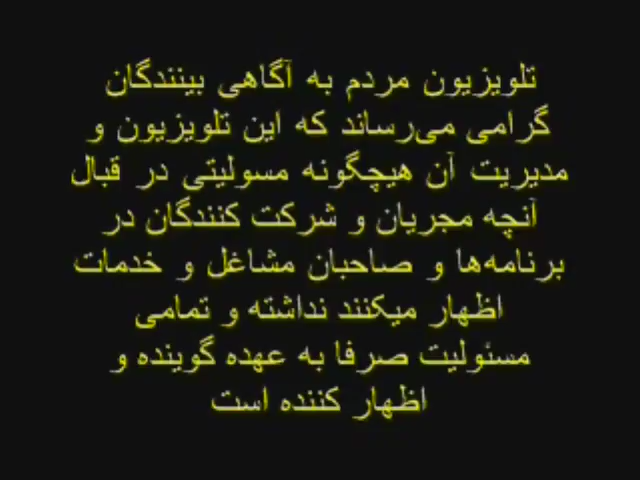 تلویزیون مردم به آگاهی بینندگان
گرامی می‌رساند که این تلویزیون و
مدیریت آن هیچگونه مسولیتی در قبال
آنچه مجریان و شرکت کنندگان در
برنامه‌ها و صاحبان مشاغل و خدمات
اظهار میکنند نداشته و تمامی
مسئولیت صرفا به عهده گوینده و
اظهار کننده است